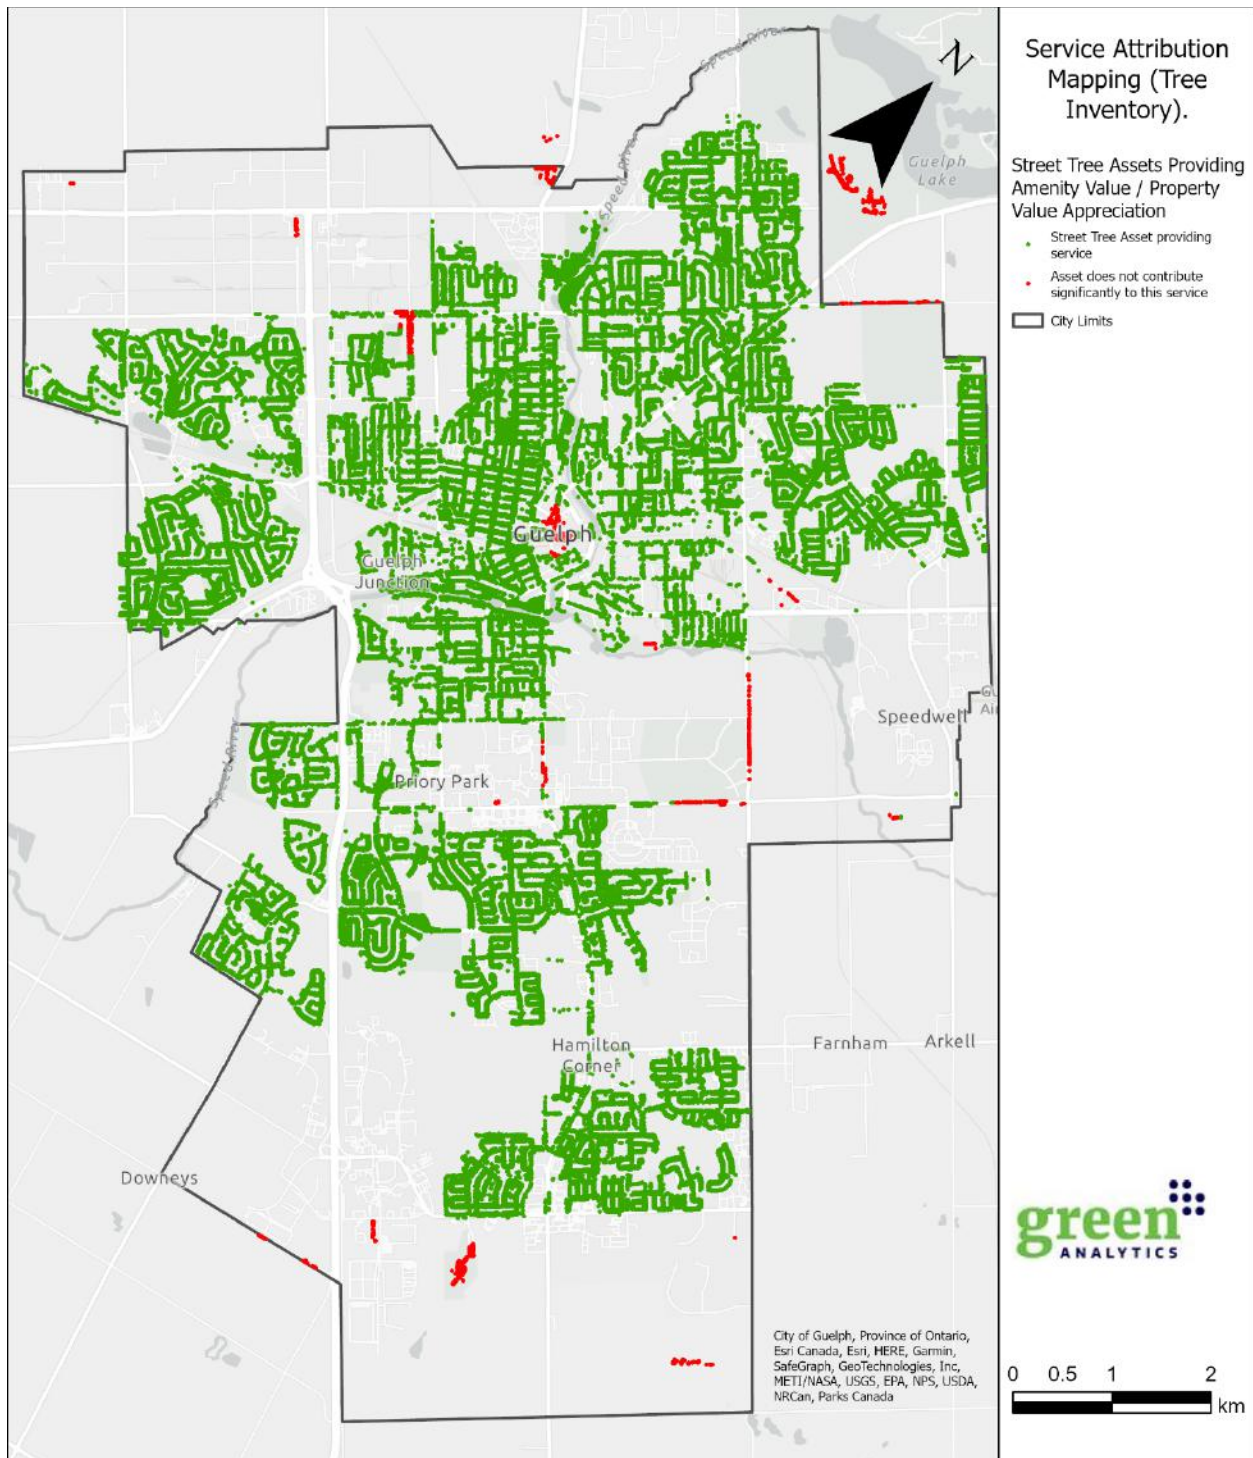 Service Attribution
Mapping (Tree
Inventory).
Street Tree Assets Providing
Amenity Value / Property
Value Appreciation
Street Tree Asset providing
service
Asset does not contribute
significantly to this service
City Limits
N
Speed River
Guelph
Lake
Speed River
Guelph
Guelph
Junction
Speedwell
Speed River
Priory Park
Hamilton
Corner
Farnham
Arkell
Downeys
green
ANALYTICS
City of Guelph, Province of Ontario,
Esri Canada, Esri, HERE, Garmin,
SafeGraph, GeoTechnologies, Inc,
METI/NASA, USGS, EPA, NPS, USDA,
NRCan, Parks Canada
0 0.5 1 2
km